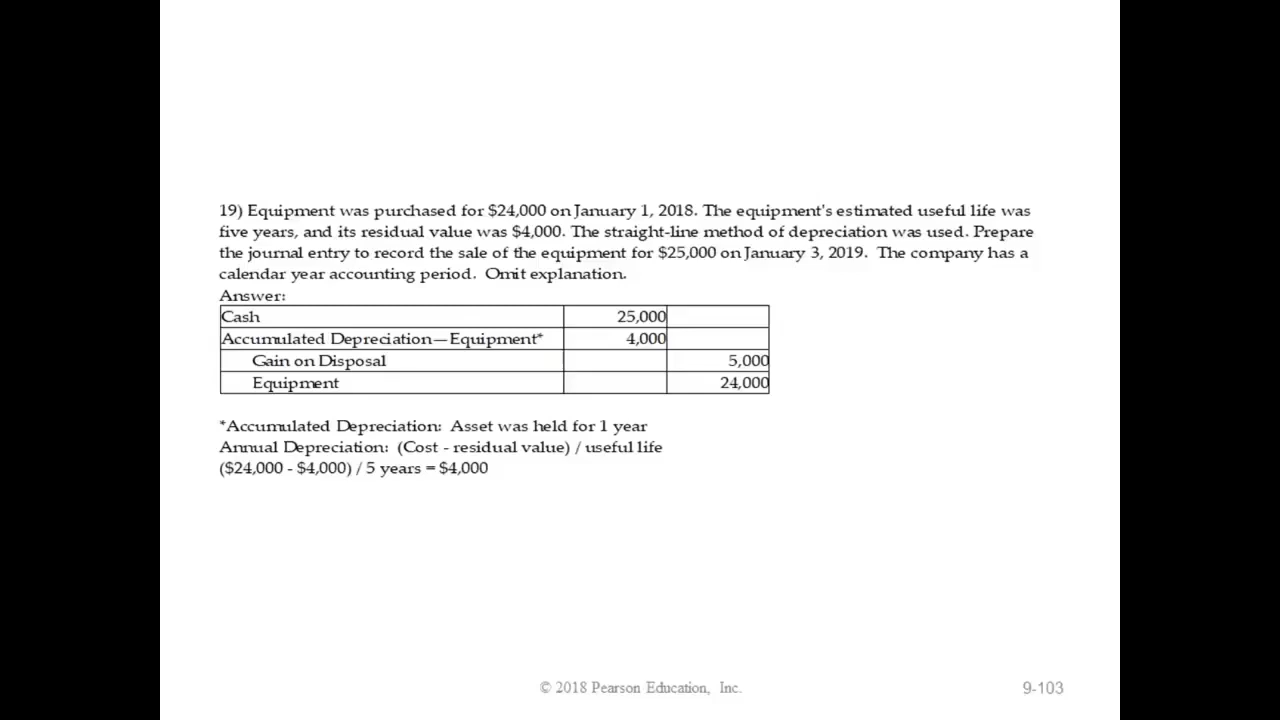 19) Equipment was purchased for $24,000 on January 1, 2018. The equipment's estimated useful life was
five years, and its residual value was $4,000. The straight-line method of depreciation was used. Prepare
the journal entry to record the sale of the equipment for $25,000 on January 3, 2019. The company has a
calendar year accounting period. Omit explanation.
Answer:
Cash 25,000
Accumulated Depreciation—Equipment* 4,000
Gain on Disposal 5,000
Equipment 24,000
*Accumulated Depreciation: Asset was held for 1 year
Annual Depreciation: (Cost - residual value) / useful life
($24,000 - $4,000) / 5 years = $4,000
© 2018 Pearson Education, Inc. 9-103